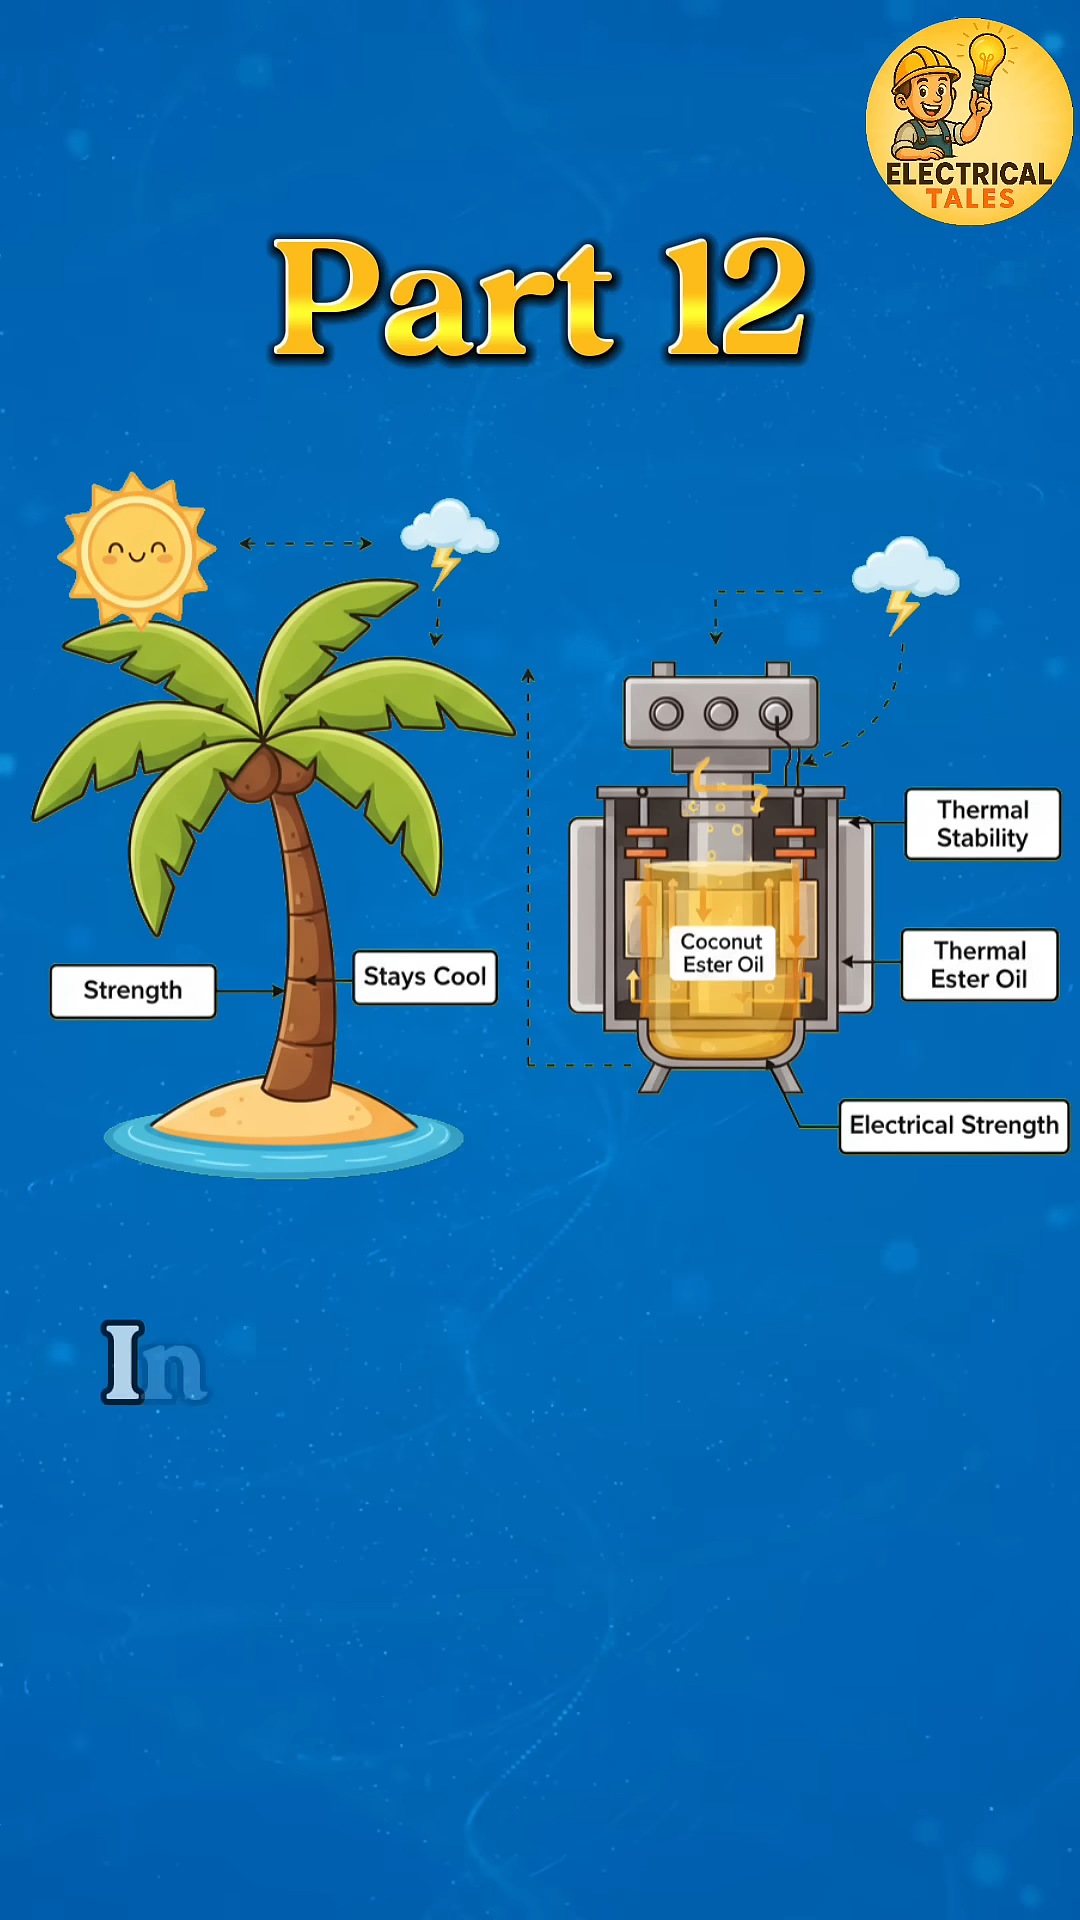 ELECTRICAL
TALES
Part 12
Strength
Stays Cool
Coconut
Ester Oil
Thermal
Stability
Thermal
Ester Oil
Electrical Strength
In